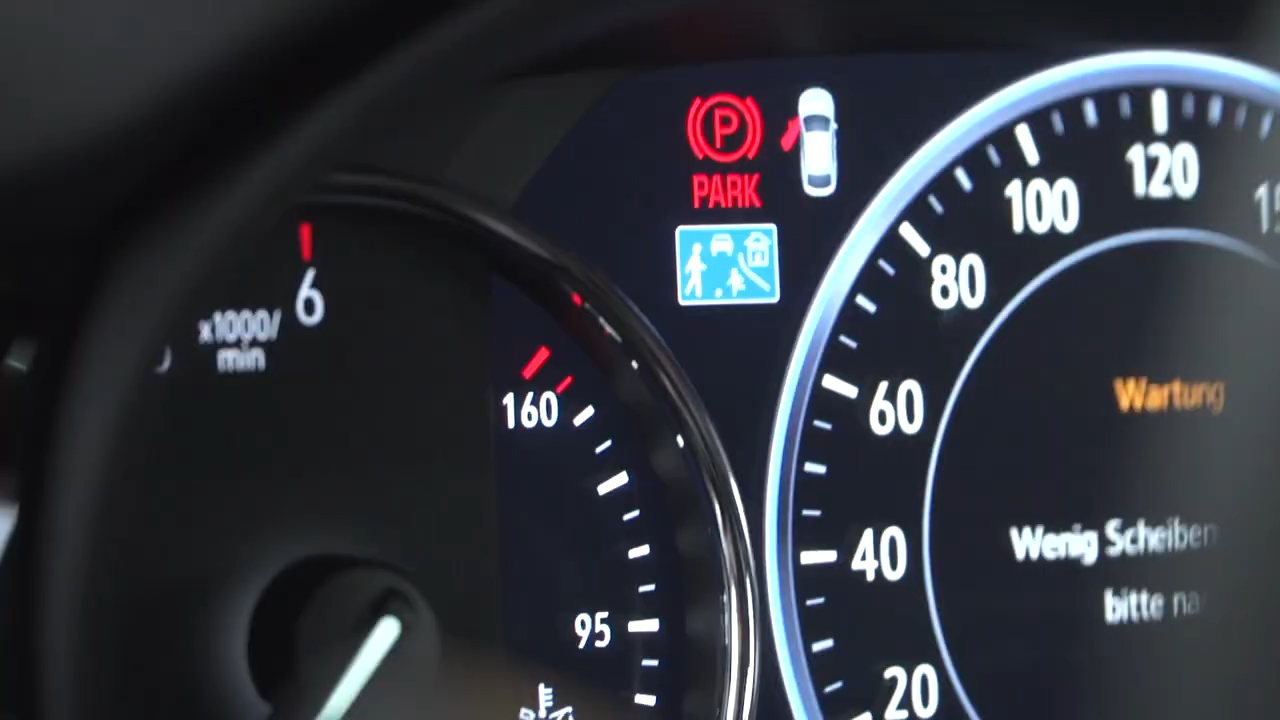 P
PARK
120
100
80
60
40
20
6
x1000/
min
160
95
Wartung
Wenig Scheiben
bitte